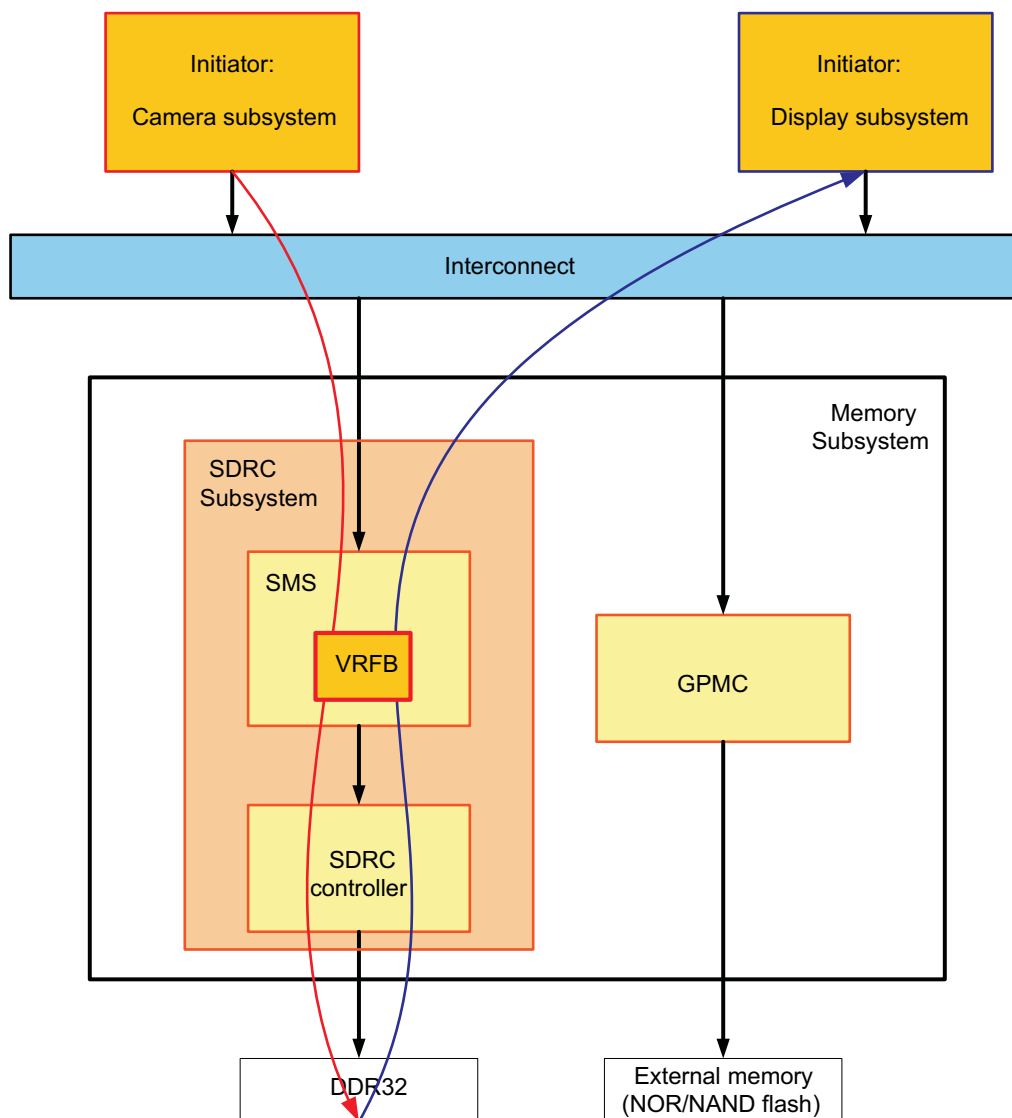 Initiator:
Camera subsystem
Initiator:
Display subsystem
Interconnect
Memory
Subsystem
SDRC
Subsystem
SMS
VRFB
GPMC
SDRC
controller
DDR32
External memory
(NOR/NAND flash)